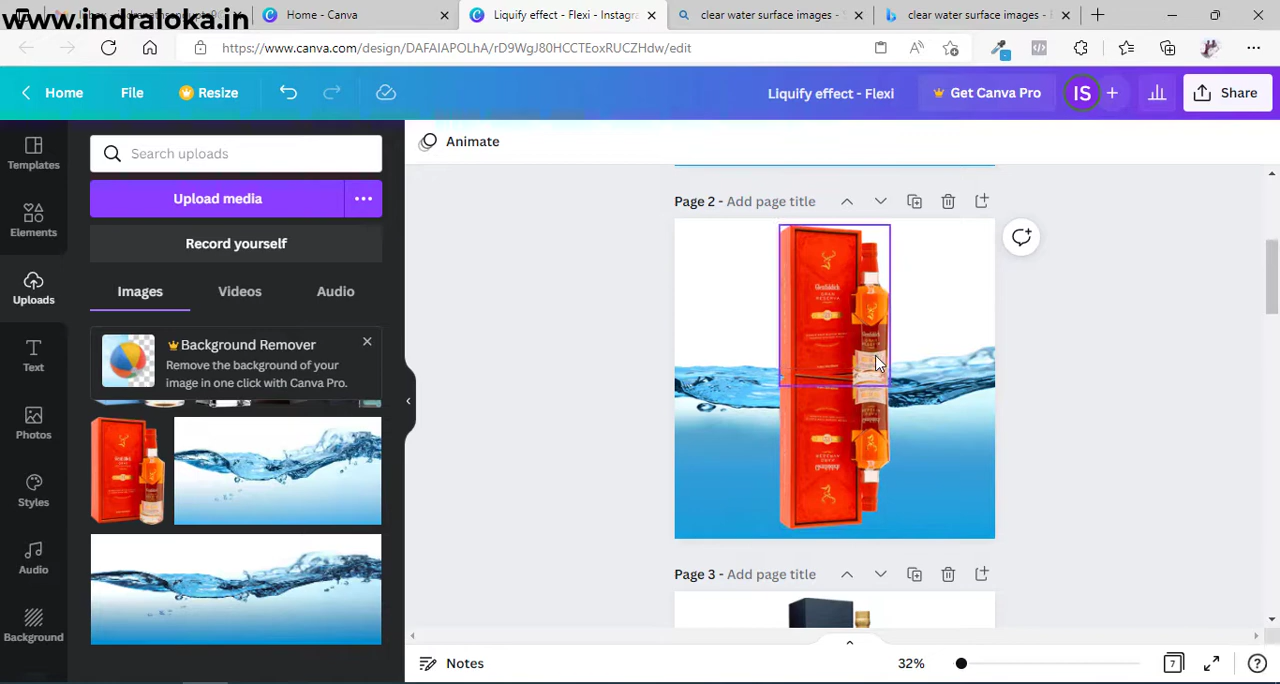 www.indraloka.in
Home - Canva
Liquify effect - Flexi - Instagra
clear water surface images - S
clear water surface images -
https://www.canva.com/design/DAFAIAPOLhA/rD9WgJ80HCCTEoxRUCZHdw/edit
Home
File
Resize
Liquify effect - Flexi
Get Canva Pro
IS
Share
Templates
Elements
Uploads
Text
Photos
Styles
Audio
Background
Search uploads
Upload media
Record yourself
Images
Videos
Audio
Background Remover
Remove the background of your
image in one click with Canva Pro.
Animate
Page 2 - Add page title
Glenfiddich
Page 3 - Add page title
Notes
32%
7